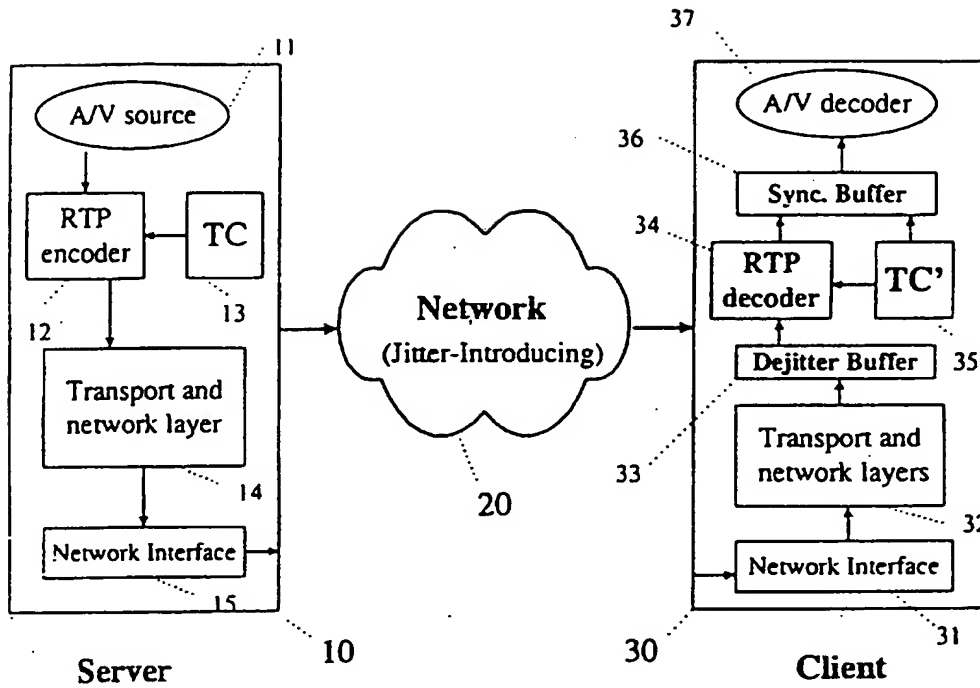 11
A/V source
RTP
encoder
TC
12
13
Transport and
network layer
14
Network Interface
15
10
Server
Network
(Jitter-Introducing)
20
37
A/V decoder
36
Sync. Buffer
34
RTP
decoder
TC'
35
Dejitter Buffer
33
Transport and
network layers
32
Network Interface
31
30
Client